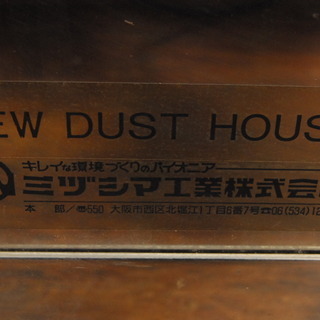 EW DUST HOUS
キレイな環境づくりのパイオニア
ミヅシマ工業株式会
本 部/〒550 大阪市西区北堀江1丁目6番7号☎06(534)12